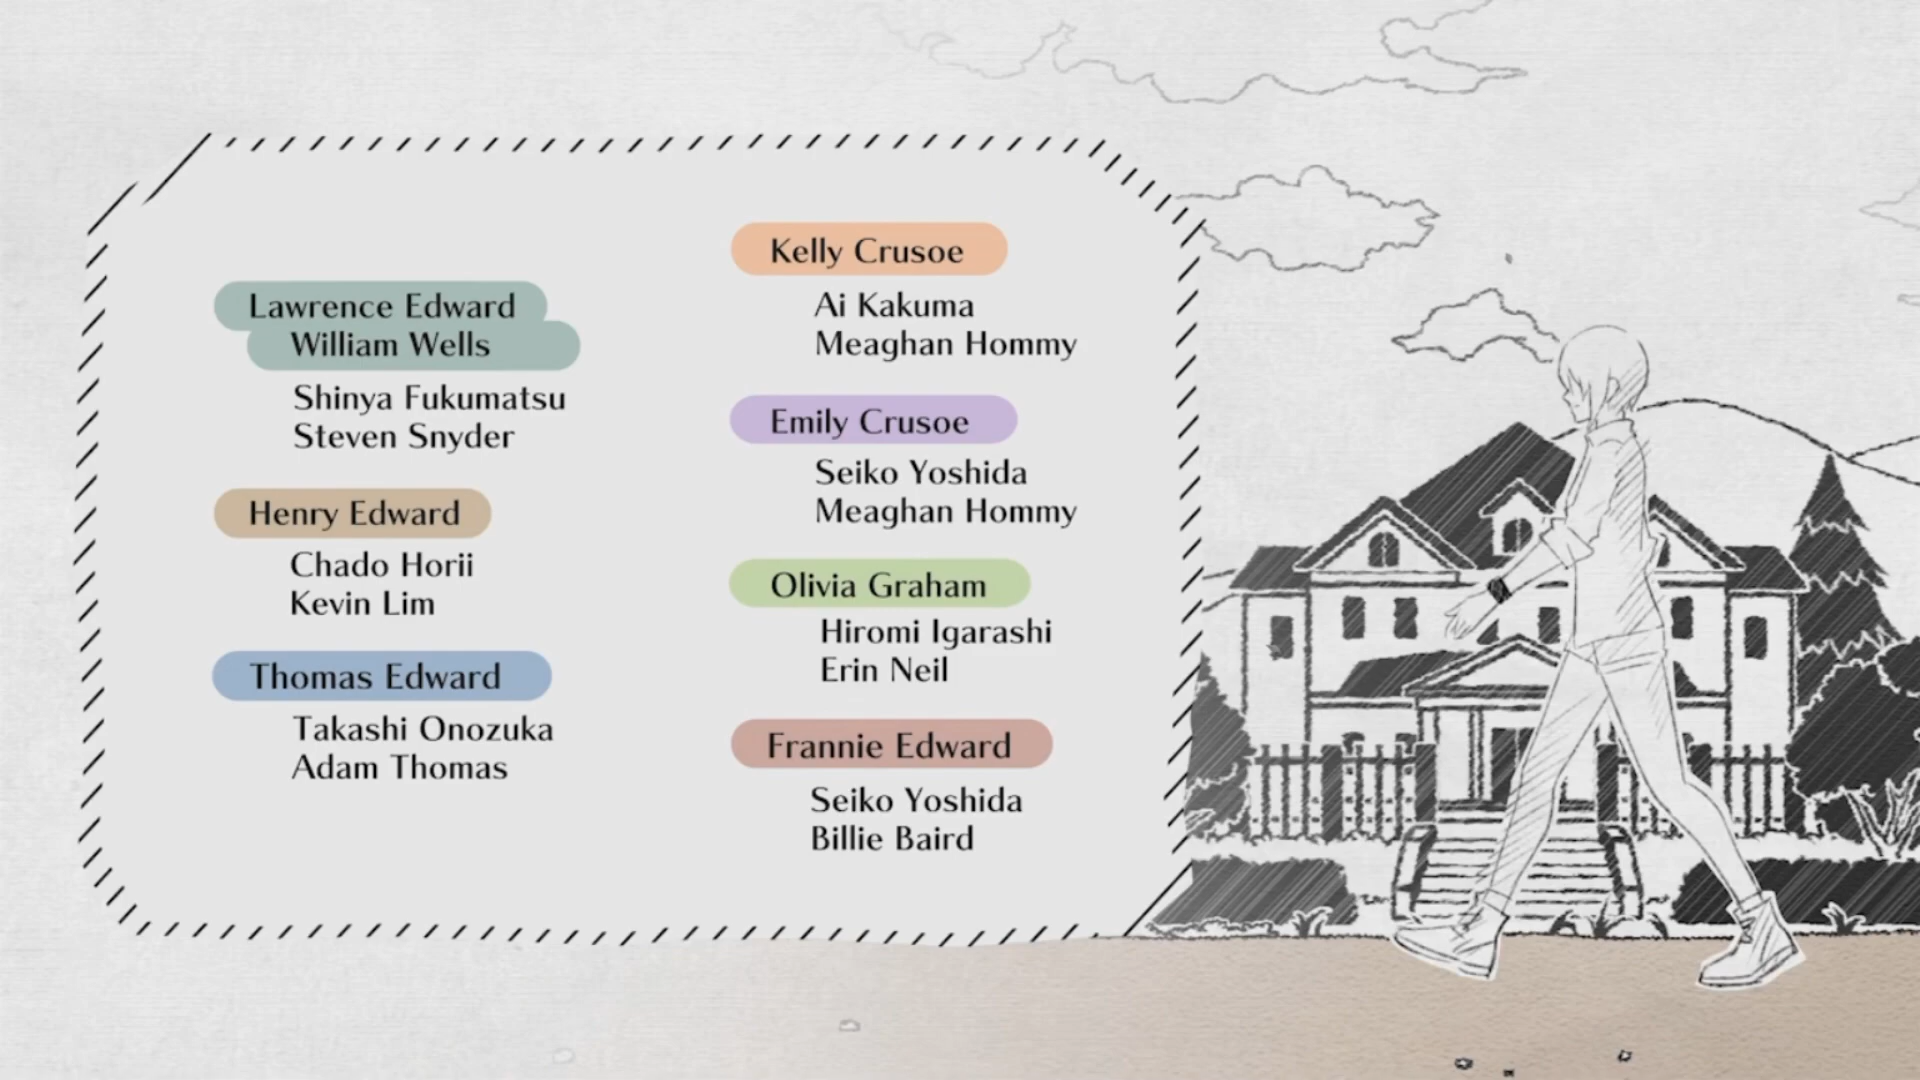 Lawrence Edward
William Wells
Shinya Fukumatsu
Steven Snyder
Henry Edward
Chado Horii
Kevin Lim
Thomas Edward
Takashi Onozuka
Adam Thomas
Kelly Crusoe
Ai Kakuma
Meaghan Hommy
Emily Crusoe
Seiko Yoshida
Meaghan Hommy
Olivia Graham
Hiromi Igarashi
Erin Neil
Frannie Edward
Seiko Yoshida
Billie Baird